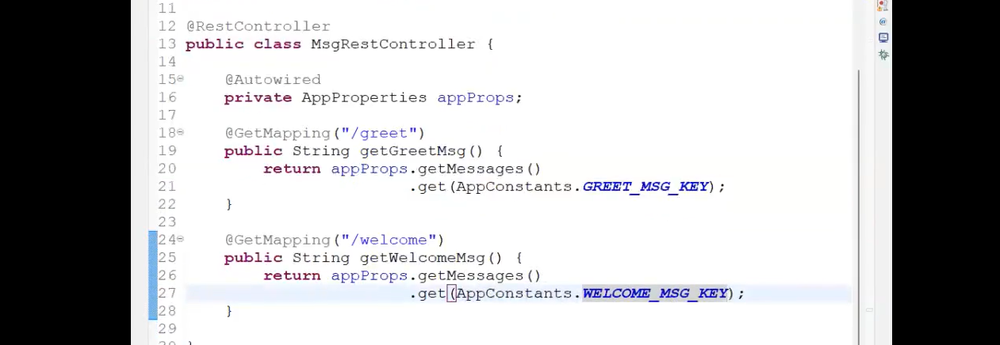 11
12 @RestController
13 public class MsgRestController {
14
15 @Autowired
16 private AppProperties appProps;
17
18 @GetMapping("/greet")
19 public String getGreetMsg() {
20 return appProps.getMessages()
21 .get(AppConstants.GREET_MSG_KEY);
22 }
23
24 @GetMapping("/welcome")
25 public String getWelcomeMsg() {
26 return appProps.getMessages()
27 .get(AppConstants.WELCOME_MSG_KEY);
28 }
29